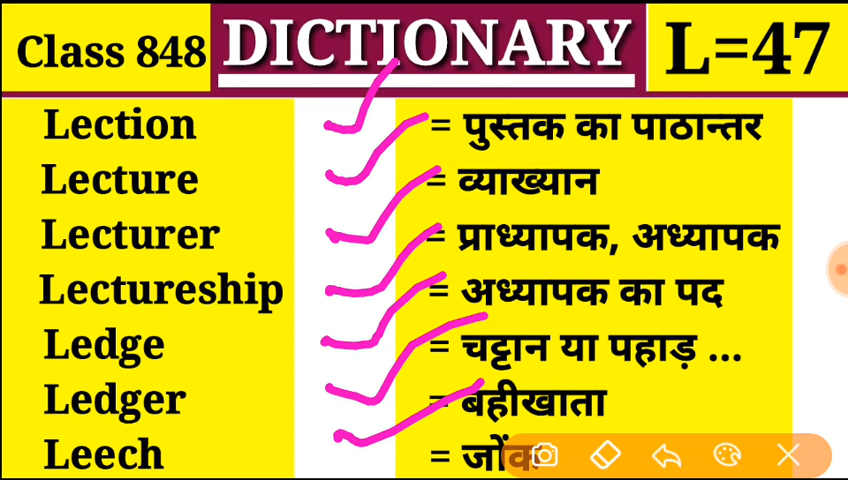 Class 848 DICTIONARY L=47
Lection = पुस्तक का पाठान्तर
Lecture = व्याख्यान
Lecturer = प्राध्यापक, अध्यापक
Lectureship = अध्यापक का पद
Ledge = चट्टान या पहाड़ ...
Ledger = बहीखाता
Leech = जोंक